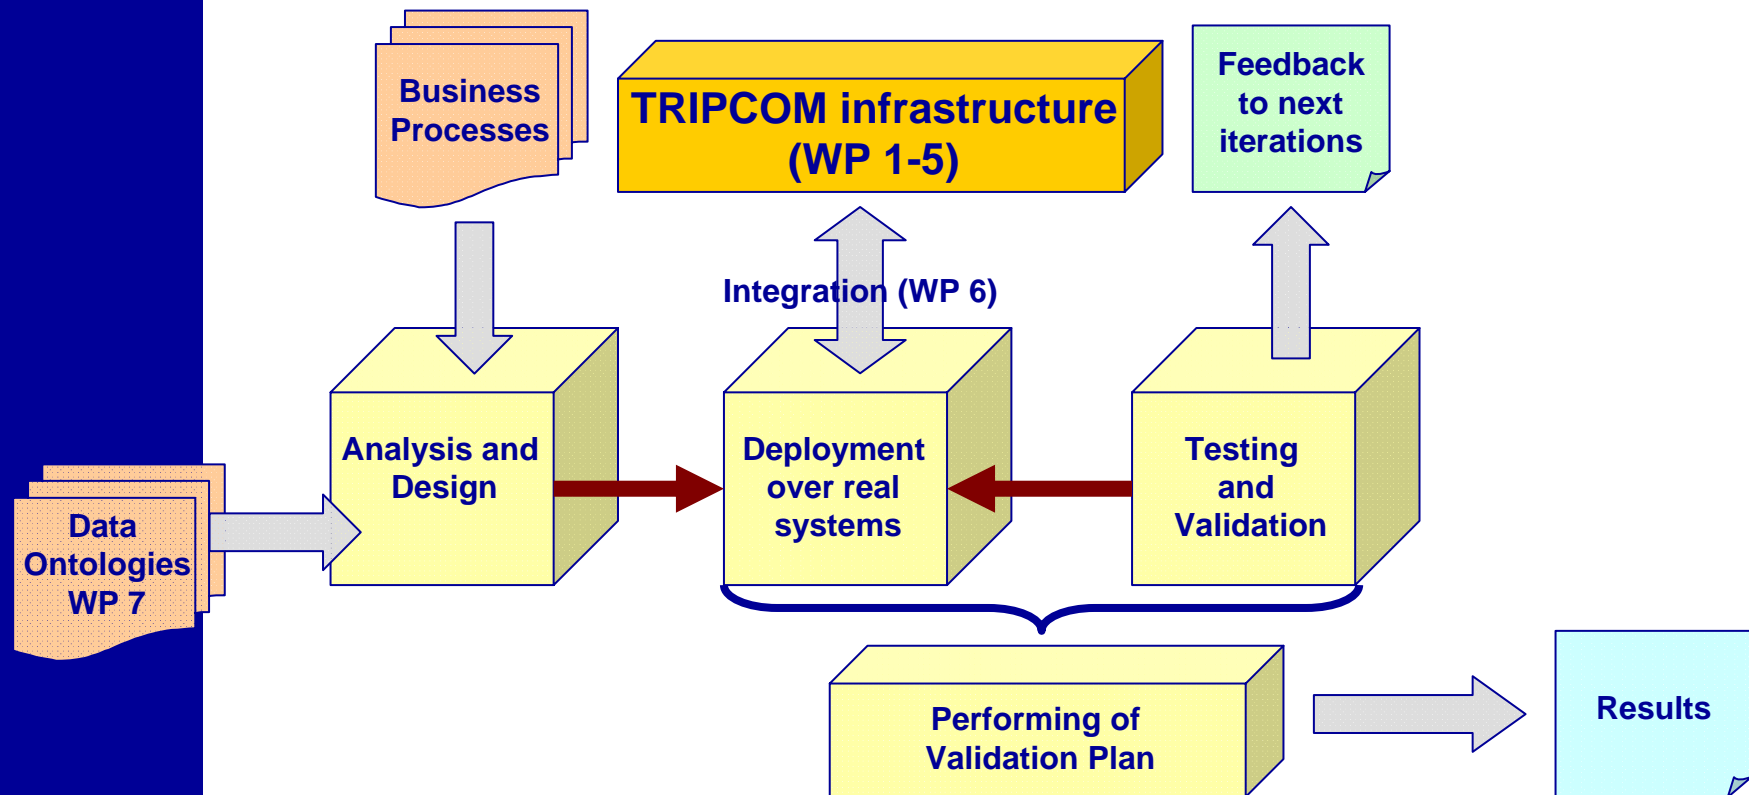 Business
Processes
TRIPCOM infrastructure
(WP 1-5)
Feedback
to next
iterations
Integration (WP 6)
Analysis and
Design
Deployment
over real
systems
Testing
and
Validation
Data
Ontologies
WP 7
Performing of
Validation Plan
Results